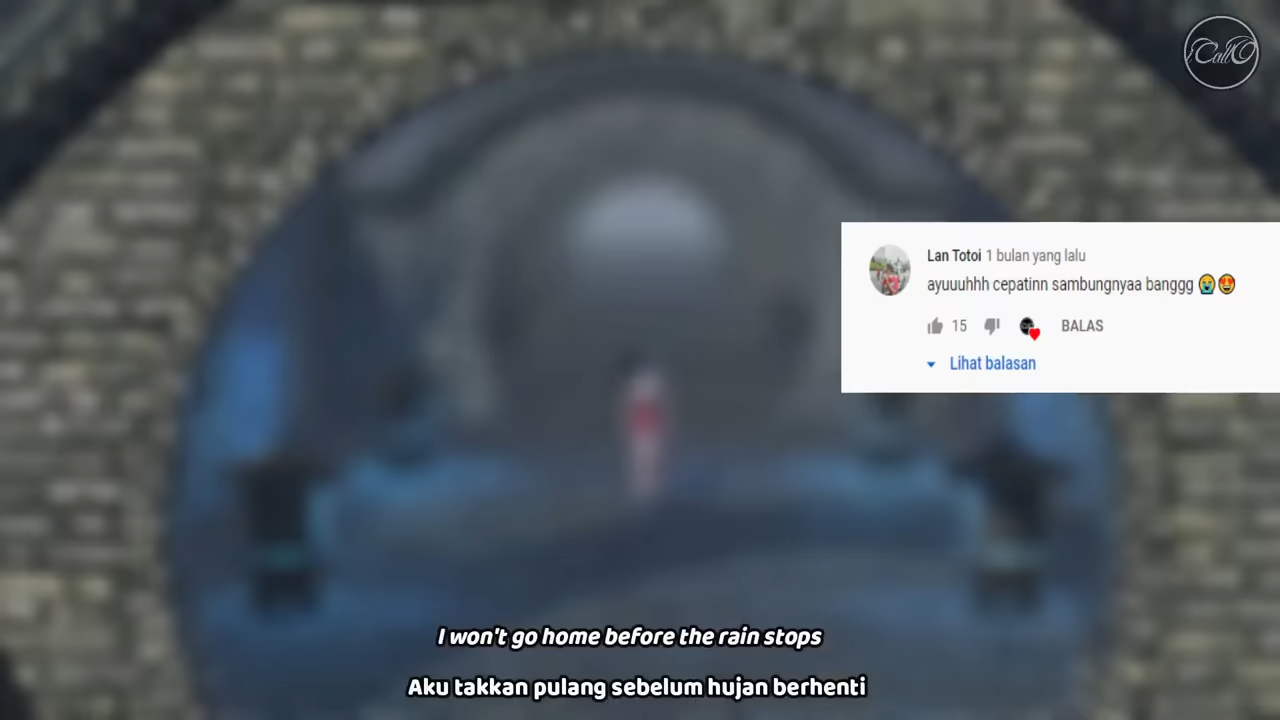 iCallO
Lan Totoi 1 bulan yang lalu
ayuuuhhh cepatinn sambungnyaa banggg 😭😍
15 BALAS
Lihat balasan
I won't go home before the rain stops
Aku takkan pulang sebelum hujan berhenti